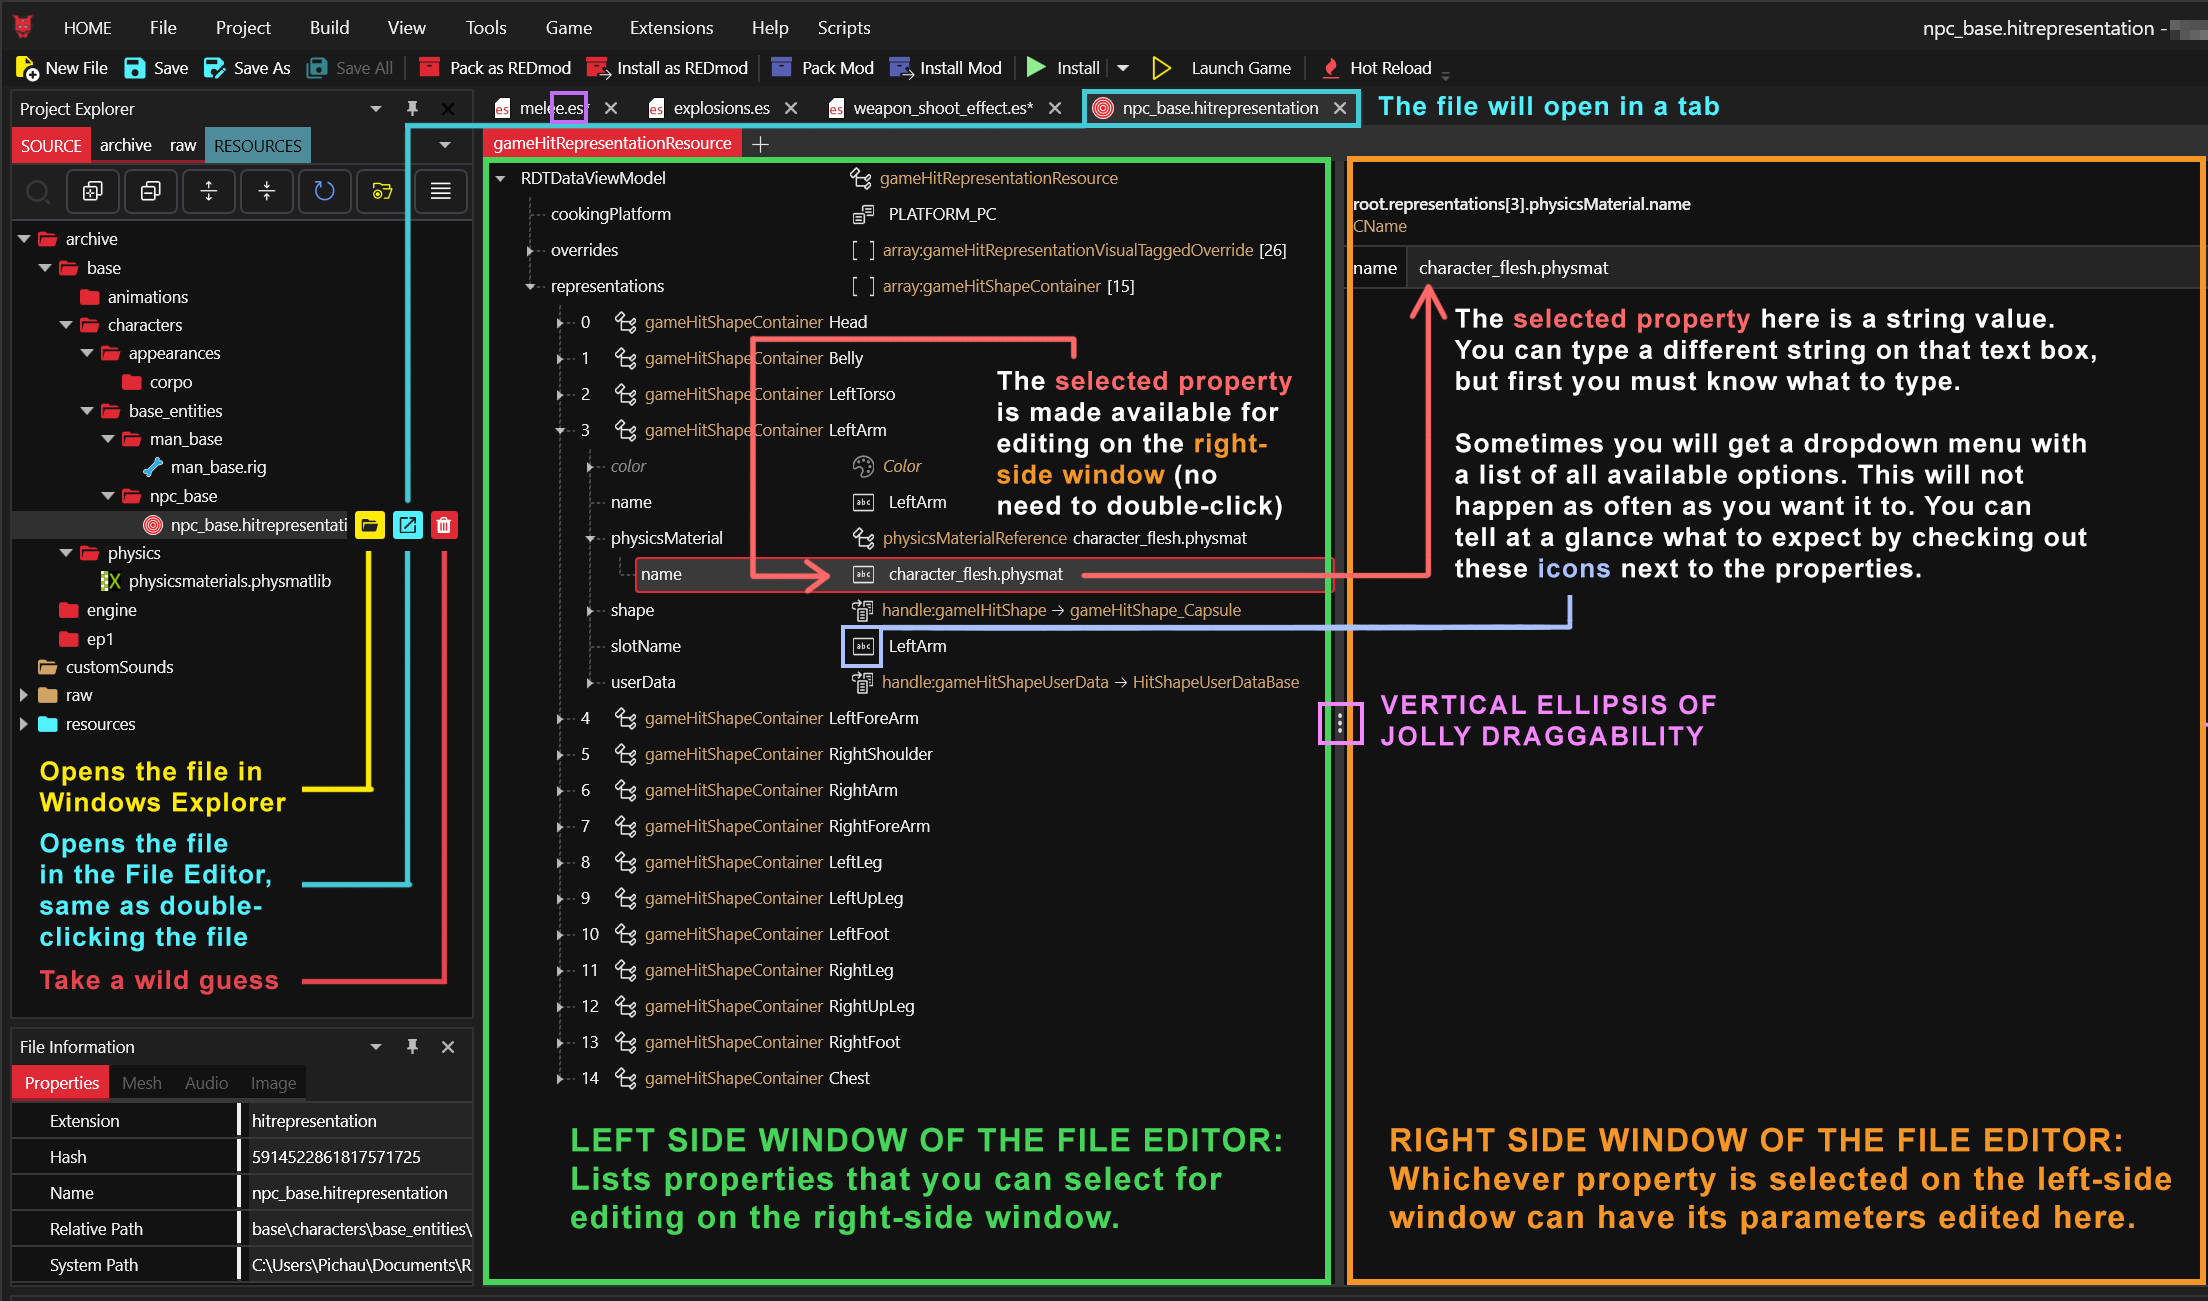 HOME File Project Build View Tools Game Extensions Help Scripts npc_base.hitrepresentation -
New File Save Save As Save All Pack as REDmod Install as REDmod Pack Mod Install Mod Install Launch Game Hot Reload
Project Explorer
SOURCE archive raw RESOURCES
archive
base
animations
characters
appearances
corpo
base_entities
man_base
man_base.rig
npc_base
npc_base.hitrepresentati
physics
physicsmaterials.physmatlib
engine
ep1
customSounds
raw
resources
Opens the file in
Windows Explorer
Opens the file
in the File Editor,
same as double-
clicking the file
Take a wild guess
File Information
Properties Mesh Audio Image
Extension hitrepresentation
Hash 5914522861817571725
Name npc_base.hitrepresentation
Relative Path base\characters\base_entities\
System Path C:\Users\Pichau\Documents\R
melee.es* explosions.es weapon_shoot_effect.es* npc_base.hitrepresentation
The file will open in a tab
gameHitRepresentationResource
RDTDataViewModel gameHitRepresentationResource
cookingPlatform PLATFORM_PC
overrides [ ] array:gameHitRepresentationVisualTaggedOverride [26]
representations [ ] array:gameHitShapeContainer [15]
0 gameHitShapeContainer Head
1 gameHitShapeContainer Belly
2 gameHitShapeContainer LeftTorso
3 gameHitShapeContainer LeftArm
color Color
name abc LeftArm
physicsMaterial physicsMaterialReference character_flesh.physmat
name abc character_flesh.physmat
shape handle:gameIHitShape → gameHitShape_Capsule
slotName abc LeftArm
userData handle:gameHitShapeUserData → HitShapeUserDataBase
4 gameHitShapeContainer LeftForeArm
5 gameHitShapeContainer RightShoulder
6 gameHitShapeContainer RightArm
7 gameHitShapeContainer RightForeArm
8 gameHitShapeContainer LeftLeg
9 gameHitShapeContainer LeftUpLeg
10 gameHitShapeContainer LeftFoot
11 gameHitShapeContainer RightLeg
12 gameHitShapeContainer RightUpLeg
13 gameHitShapeContainer RightFoot
14 gameHitShapeContainer Chest
The selected property
is made available for
editing on the right-
side window (no
need to double-click)
LEFT SIDE WINDOW OF THE FILE EDITOR:
Lists properties that you can select for
editing on the right-side window.
root.representations[3].physicsMaterial.name
CName
name character_flesh.physmat
The selected property here is a string value.
You can type a different string on that text box,
but first you must know what to type.
Sometimes you will get a dropdown menu with
a list of all available options. This will not
happen as often as you want it to. You can
tell at a glance what to expect by checking out
these icons next to the properties.
VERTICAL ELLIPSIS OF
JOLLY DRAGGABILITY
RIGHT SIDE WINDOW OF THE FILE EDITOR:
Whichever property is selected on the left-side
window can have its parameters edited here.